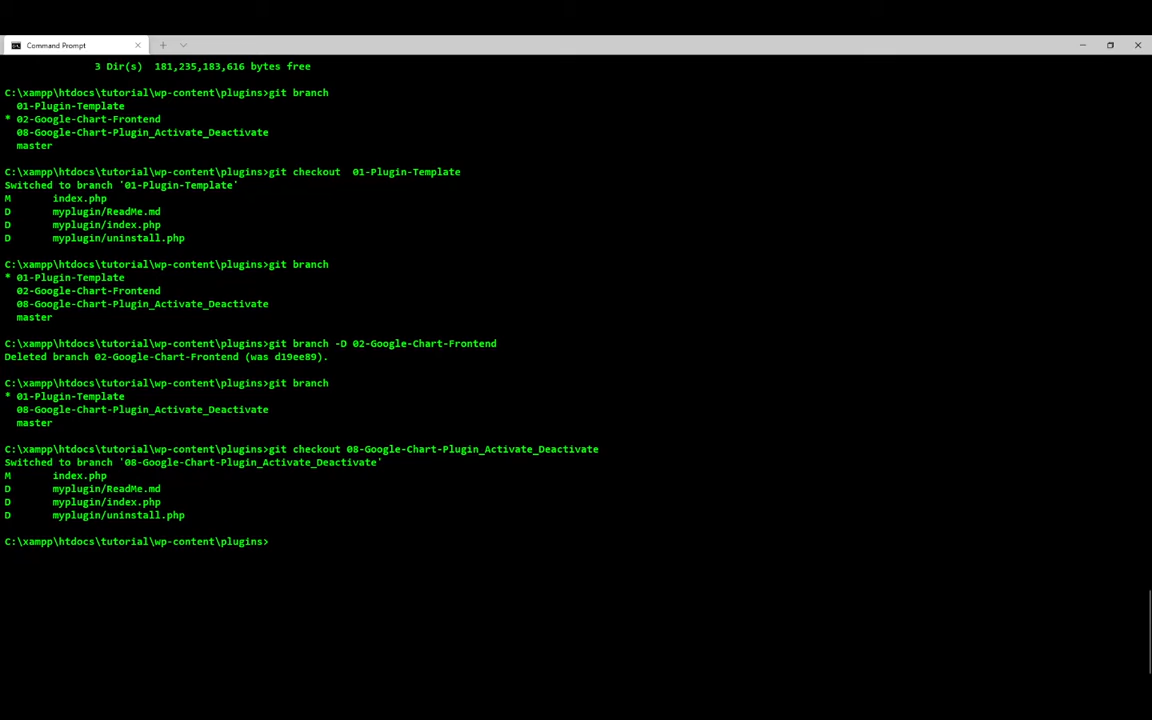 Command Prompt
3 Dir(s)  181,235,183,616 bytes free
C:\xampp\htdocs\tutorial\wp-content\plugins>git branch
01-Plugin-Template
* 02-Google-Chart-Frontend
08-Google-Chart-Plugin_Activate_Deactivate
master
C:\xampp\htdocs\tutorial\wp-content\plugins>git checkout  01-Plugin-Template
Switched to branch '01-Plugin-Template'
M       index.php
D       myplugin/ReadMe.md
D       myplugin/index.php
D       myplugin/uninstall.php
C:\xampp\htdocs\tutorial\wp-content\plugins>git branch
* 01-Plugin-Template
02-Google-Chart-Frontend
08-Google-Chart-Plugin_Activate_Deactivate
master
C:\xampp\htdocs\tutorial\wp-content\plugins>git branch -D 02-Google-Chart-Frontend
Deleted branch 02-Google-Chart-Frontend (was d19ee89).
C:\xampp\htdocs\tutorial\wp-content\plugins>git branch
* 01-Plugin-Template
08-Google-Chart-Plugin_Activate_Deactivate
master
C:\xampp\htdocs\tutorial\wp-content\plugins>git checkout 08-Google-Chart-Plugin_Activate_Deactivate
Switched to branch '08-Google-Chart-Plugin_Activate_Deactivate'
M       index.php
D       myplugin/ReadMe.md
D       myplugin/index.php
D       myplugin/uninstall.php
C:\xampp\htdocs\tutorial\wp-content\plugins>